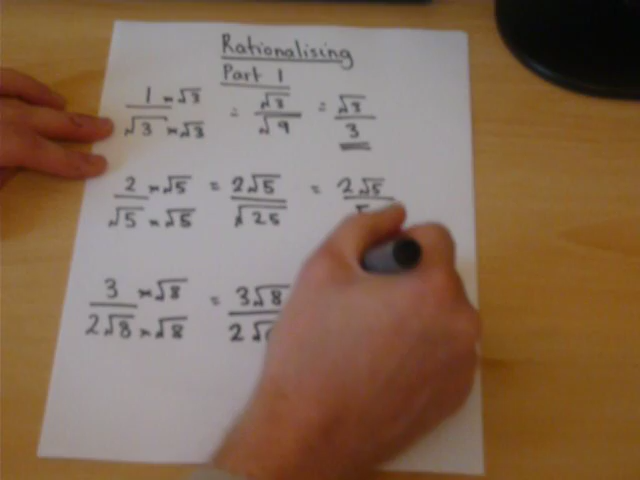 Rationalising
Part 1
1 × √3 / √3 × √3 = √3 / √9 = √3 / 3
2 × √5 / √5 × √5 = 2√5 / √25 = 2√5
3 × √8 / 2√8 × √8 = 3√8 / 2√